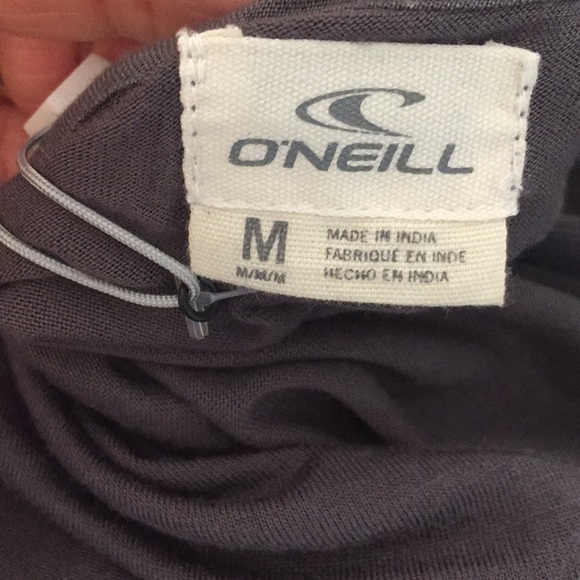 O'NEILL
M
M/M/M
MADE IN INDIA
FABRIQUÉ EN INDE
HECHO EN INDIA